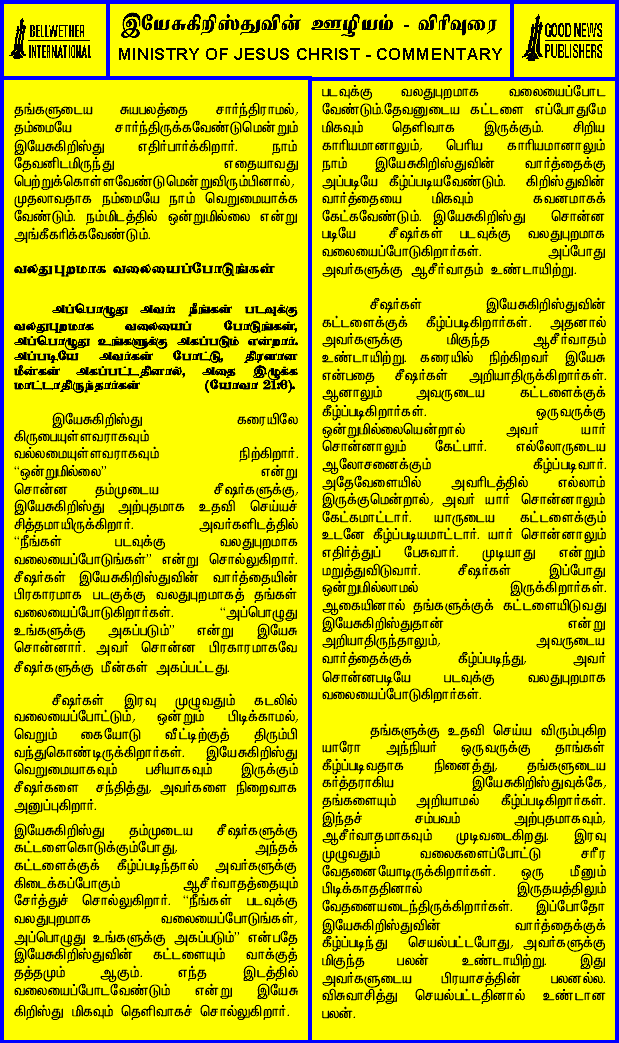 BELLWETHER
INTERNATIONAL
இயேசுகிறிஸ்துவின் ஊழியம் - விரிவுரை
MINISTRY OF JESUS CHRIST - COMMENTARY
GOOD NEWS
PUBLISHERS
தங்களுடைய சுயபலத்தை சார்ந்திராமல்,
தம்மையே சார்ந்திருக்கவேண்டுமென்றும்
இயேசுகிறிஸ்து எதிர்பார்க்கிறார். நாம்
தேவனிடமிருந்து எதையாவது
பெற்றுக்கொள்ளவேண்டுமென்றுவிரும்பினால்,
முதலாவதாக நம்மையே நாம் வெறுமையாக்க
வேண்டும். நம்மிடத்தில் ஒன்றுமில்லை என்று
அங்கீகரிக்கவேண்டும்.
வலதுபுறமாக வலையைப்போடுங்கள்
அப்பொழுது அவர்: நீங்கள் படவுக்கு
வலதுபுறமாக வலையைப் போடுங்கள்,
அப்பொழுது உங்களுக்கு அகப்படும் என்றார்.
அப்படியே அவர்கள் போட்டு, திரளான
மீன்கள் அகப்பட்டதினால், அதை இழுக்க
மாட்டாதிருந்தார்கள் (யோவா 21:6).
இயேசுகிறிஸ்து கரையிலே
கிருபையுள்ளவராகவும்
வல்லமையுள்ளவராகவும் நிற்கிறார்.
“ஒன்றுமில்லை” என்று
சொன்ன தம்முடைய சீஷர்களுக்கு,
இயேசுகிறிஸ்து அற்புதமாக உதவி செய்யச்
சித்தமாயிருக்கிறார். அவர்களிடத்தில்
“நீங்கள் படவுக்கு வலதுபுறமாக
வலையைப்போடுங்கள்” என்று சொல்லுகிறார்.
சீஷர்கள் இயேசுகிறிஸ்துவின் வார்த்தையின்
பிரகாரமாக படகுக்கு வலதுபுறமாகத் தங்கள்
வலையைப்போடுகிறார்கள். “அப்பொழுது
உங்களுக்கு அகப்படும்” என்று இயேசு
சொன்னார். அவர் சொன்ன பிரகாரமாகவே
சீஷர்களுக்கு மீன்கள் அகப்பட்டது.
சீஷர்கள் இரவு முழுவதும் கடலில்
வலையைப்போட்டும், ஒன்றும் பிடிக்காமல்,
வெறும் கையோடு வீட்டிற்குத் திரும்பி
வந்துகொண்டிருக்கிறார்கள். இயேசுகிறிஸ்து
வெறுமையாகவும் பசியாகவும் இருக்கும்
சீஷர்களை சந்தித்து, அவர்களை நிறைவாக
அனுப்புகிறார்.
இயேசுகிறிஸ்து தம்முடைய சீஷர்களுக்கு
கட்டளைகொடுக்கும்போது, அந்தக்
கட்டளைக்குக் கீழ்ப்படிந்தால் அவர்களுக்கு
கிடைக்கப்போகும் ஆசீர்வாதத்தையும்
சேர்த்துச் சொல்லுகிறார். “நீங்கள் படவுக்கு
வலதுபுறமாக வலையைப்போடுங்கள்,
அப்பொழுது உங்களுக்கு அகப்படும்” என்பதே
இயேசுகிறிஸ்துவின் கட்டளையும் வாக்குத்
தத்தமும் ஆகும். எந்த இடத்தில்
வலையைப்போடவேண்டும் என்று இயேசு
கிறிஸ்து மிகவும் தெளிவாகச் சொல்லுகிறார்.
படவுக்கு வலதுபுறமாக வலையைப்போட
வேண்டும்.தேவனுடைய கட்டளை எப்போதுமே
மிகவும் தெளிவாக இருக்கும். சிறிய
காரியமானாலும், பெரிய காரியமானாலும்
நாம் இயேசுகிறிஸ்துவின் வார்த்தைக்கு
அப்படியே கீழ்ப்படியவேண்டும். கிறிஸ்துவின்
வார்த்தையை மிகவும் கவனமாகக்
கேட்கவேண்டும். இயேசுகிறிஸ்து சொன்ன
படியே சீஷர்கள் படவுக்கு வலதுபுறமாக
வலையைப்போடுகிறார்கள். அப்போது
அவர்களுக்கு ஆசீர்வாதம் உண்டாயிற்று.
சீஷர்கள் இயேசுகிறிஸ்துவின்
கட்டளைக்குக் கீழ்ப்படிகிறார்கள். அதனால்
அவர்களுக்கு மிகுந்த ஆசீர்வாதம்
உண்டாயிற்று. கரையில் நிற்கிறவர் இயேசு
என்பதை சீஷர்கள் அறியாதிருக்கிறார்கள்.
ஆனாலும் அவருடைய கட்டளைக்குக்
கீழ்ப்படிகிறார்கள். ஒருவருக்கு
ஒன்றுமில்லையென்றால் அவர் யார்
சொன்னாலும் கேட்பார். எல்லோருடைய
ஆலோசனைக்கும் கீழ்ப்படிவார்.
அதேவேளையில் அவரிடத்தில் எல்லாம்
இருக்குமென்றால், அவர் யார் சொன்னாலும்
கேட்கமாட்டார். யாருடைய கட்டளைக்கும்
உடனே கீழ்ப்படியமாட்டார். யார் சொன்னாலும்
எதிர்த்துப் பேசுவார். முடியாது என்றும்
மறுத்துவிடுவார். சீஷர்கள் இப்போது
ஒன்றுமில்லாமல் இருக்கிறார்கள்.
ஆகையினால் தங்களுக்குக் கட்டளையிடுவது
இயேசுகிறிஸ்துதான் என்று
அறியாதிருந்தாலும், அவருடைய
வார்த்தைக்குக் கீழ்ப்படிந்து, அவர்
சொன்னபடியே படவுக்கு வலதுபுறமாக
வலையைப்போடுகிறார்கள்.
தங்களுக்கு உதவி செய்ய விரும்புகிற
யாரோ அந்நியர் ஒருவருக்கு தாங்கள்
கீழ்ப்படிவதாக நினைத்து, தங்களுடைய
கர்த்தராகிய இயேசுகிறிஸ்துவுக்கே,
தங்களையும் அறியாமல் கீழ்ப்படிகிறார்கள்.
இந்தச் சம்பவம் அற்புதமாகவும்,
ஆசீர்வாதமாகவும் முடிவடைகிறது. இரவு
முழுவதும் வலைகளைப்போட்டு சரீர
வேதனையோடிருக்கிறார்கள். ஒரு மீனும்
பிடிக்காததினால் இருதயத்திலும்
வேதனையடைந்திருக்கிறார்கள். இப்போதோ
இயேசுகிறிஸ்துவின் வார்த்தைக்குக்
கீழ்ப்படிந்து செயல்பட்டபோது, அவர்களுக்கு
மிகுந்த பலன் உண்டாயிற்று. இது
அவர்களுடைய பிரயாசத்தின் பலனல்ல.
விசுவாசித்து செயல்பட்டதினால் உண்டான
பலன்.